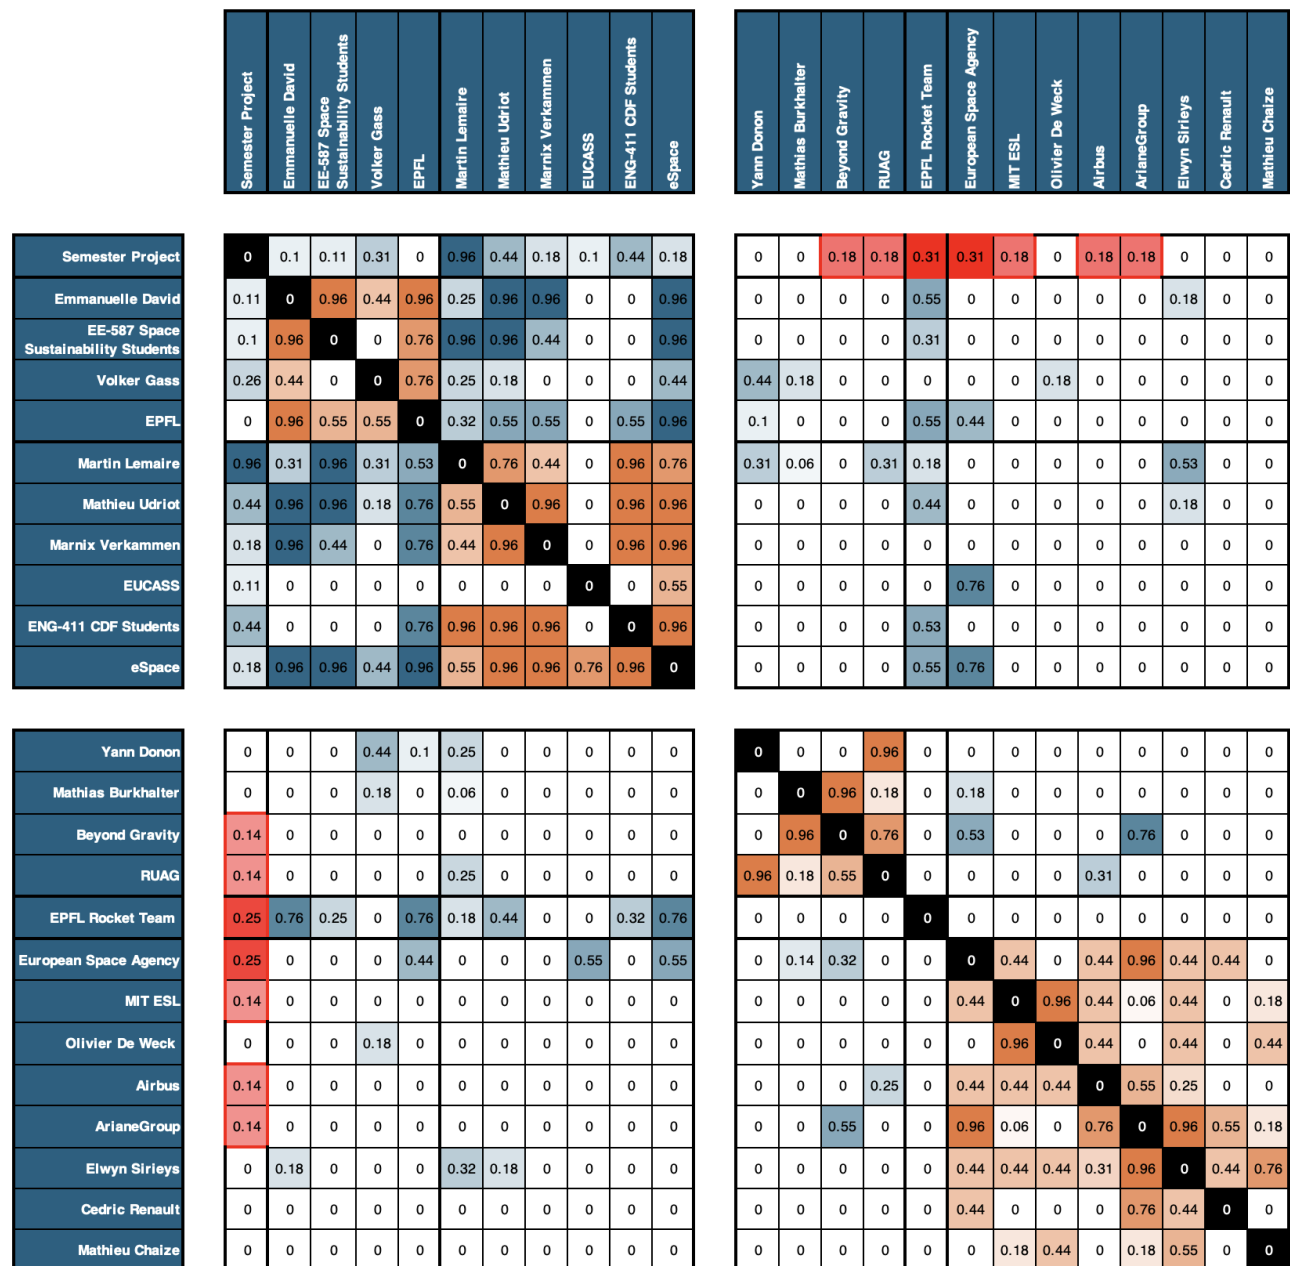 Semester Project
Emmanuelle David
EE-587 Space
Sustainability Students
Volker Gass
EPFL
Martin Lemaire
Mathieu Udriot
Marnix Verkammen
EUCASS
ENG-411 CDF Students
eSpace
Yann Donon
Mathias Burkhalter
Beyond Gravity
RUAG
EPFL Rocket Team
European Space Agency
MIT ESL
Olivier De Weck
Airbus
ArianeGroup
Elwyn Sirieys
Cedric Renault
Mathieu Chaize
Semester Project 0 0.1 0.11 0.31 0 0.96 0.44 0.18 0.1 0.44 0.18 0 0 0.18 0.18 0.31 0.31 0.18 0 0.18 0.18 0 0 0
Emmanuelle David 0.11 0 0.96 0.44 0.96 0.25 0.96 0.96 0 0 0.96 0 0 0 0 0.55 0 0 0 0 0 0.18 0 0
EE-587 Space
Sustainability Students 0.1 0.96 0 0 0.76 0.96 0.96 0.44 0 0 0.96 0 0 0 0 0.31 0 0 0 0 0 0 0 0
Volker Gass 0.26 0.44 0 0 0.76 0.25 0.18 0 0 0 0.44 0.44 0.18 0 0 0 0 0 0.18 0 0 0 0 0
EPFL 0 0.96 0.55 0.55 0 0.32 0.55 0.55 0 0.55 0.96 0.1 0 0 0 0.55 0.44 0 0 0 0 0 0 0
Martin Lemaire 0.96 0.31 0.96 0.31 0.53 0 0.76 0.44 0 0.96 0.76 0.31 0.06 0 0.31 0.18 0 0 0 0 0 0.53 0 0
Mathieu Udriot 0.44 0.96 0.96 0.18 0.76 0.55 0 0.96 0 0.96 0.96 0 0 0 0 0.44 0 0 0 0 0 0.18 0 0
Marnix Verkammen 0.18 0.96 0.44 0 0.76 0.44 0.96 0 0 0.96 0.96 0 0 0 0 0 0 0 0 0 0 0 0 0
EUCASS 0.11 0 0 0 0 0 0 0 0 0 0.55 0 0 0 0 0 0.76 0 0 0 0 0 0 0
ENG-411 CDF Students 0.44 0 0 0 0.76 0.96 0.96 0.96 0 0 0.96 0 0 0 0 0.53 0 0 0 0 0 0 0 0
eSpace 0.18 0.96 0.96 0.44 0.96 0.55 0.96 0.96 0.76 0.96 0 0 0 0 0 0.55 0.76 0 0 0 0 0 0 0
Yann Donon 0 0 0 0.44 0.1 0.25 0 0 0 0 0 0 0 0 0.96 0 0 0 0 0 0 0 0 0
Mathias Burkhalter 0 0 0 0.18 0 0.06 0 0 0 0 0 0 0 0.96 0.18 0 0.18 0 0 0 0 0 0 0
Beyond Gravity 0.14 0 0 0 0 0 0 0 0 0 0 0 0.96 0 0.76 0 0.53 0 0 0 0.76 0 0 0
RUAG 0.14 0 0 0 0 0.25 0 0 0 0 0 0.96 0.18 0.55 0 0 0 0 0 0.31 0 0 0 0
EPFL Rocket Team 0.25 0.76 0.25 0 0.76 0.18 0.44 0 0 0.32 0.76 0 0 0 0 0 0 0 0 0 0 0 0 0
European Space Agency 0.25 0 0 0 0.44 0 0 0 0.55 0 0.55 0 0.14 0.32 0 0 0 0.44 0 0.44 0.96 0.44 0.44 0
MIT ESL 0.14 0 0 0 0 0 0 0 0 0 0 0 0 0 0 0 0.44 0 0.96 0.44 0.06 0.44 0 0.18
Olivier De Weck 0 0 0 0.18 0 0 0 0 0 0 0 0 0 0 0 0 0 0.96 0 0.44 0 0.44 0 0.44
Airbus 0.14 0 0 0 0 0 0 0 0 0 0 0 0 0 0.25 0 0.44 0.44 0.44 0 0.55 0.25 0 0
ArianeGroup 0.14 0 0 0 0 0 0 0 0 0 0 0 0 0.55 0 0 0.96 0.06 0 0.76 0 0.96 0.55 0.18
Elwyn Sirieys 0 0.18 0 0 0 0.32 0.18 0 0 0 0 0 0 0 0 0 0.44 0.44 0.44 0.31 0.96 0 0.44 0.76
Cedric Renault 0 0 0 0 0 0 0 0 0 0 0 0 0 0 0 0 0.44 0 0 0 0.76 0.44 0 0
Mathieu Chaize 0 0 0 0 0 0 0 0 0 0 0 0 0 0 0 0 0 0.18 0.44 0 0.18 0.55 0 0